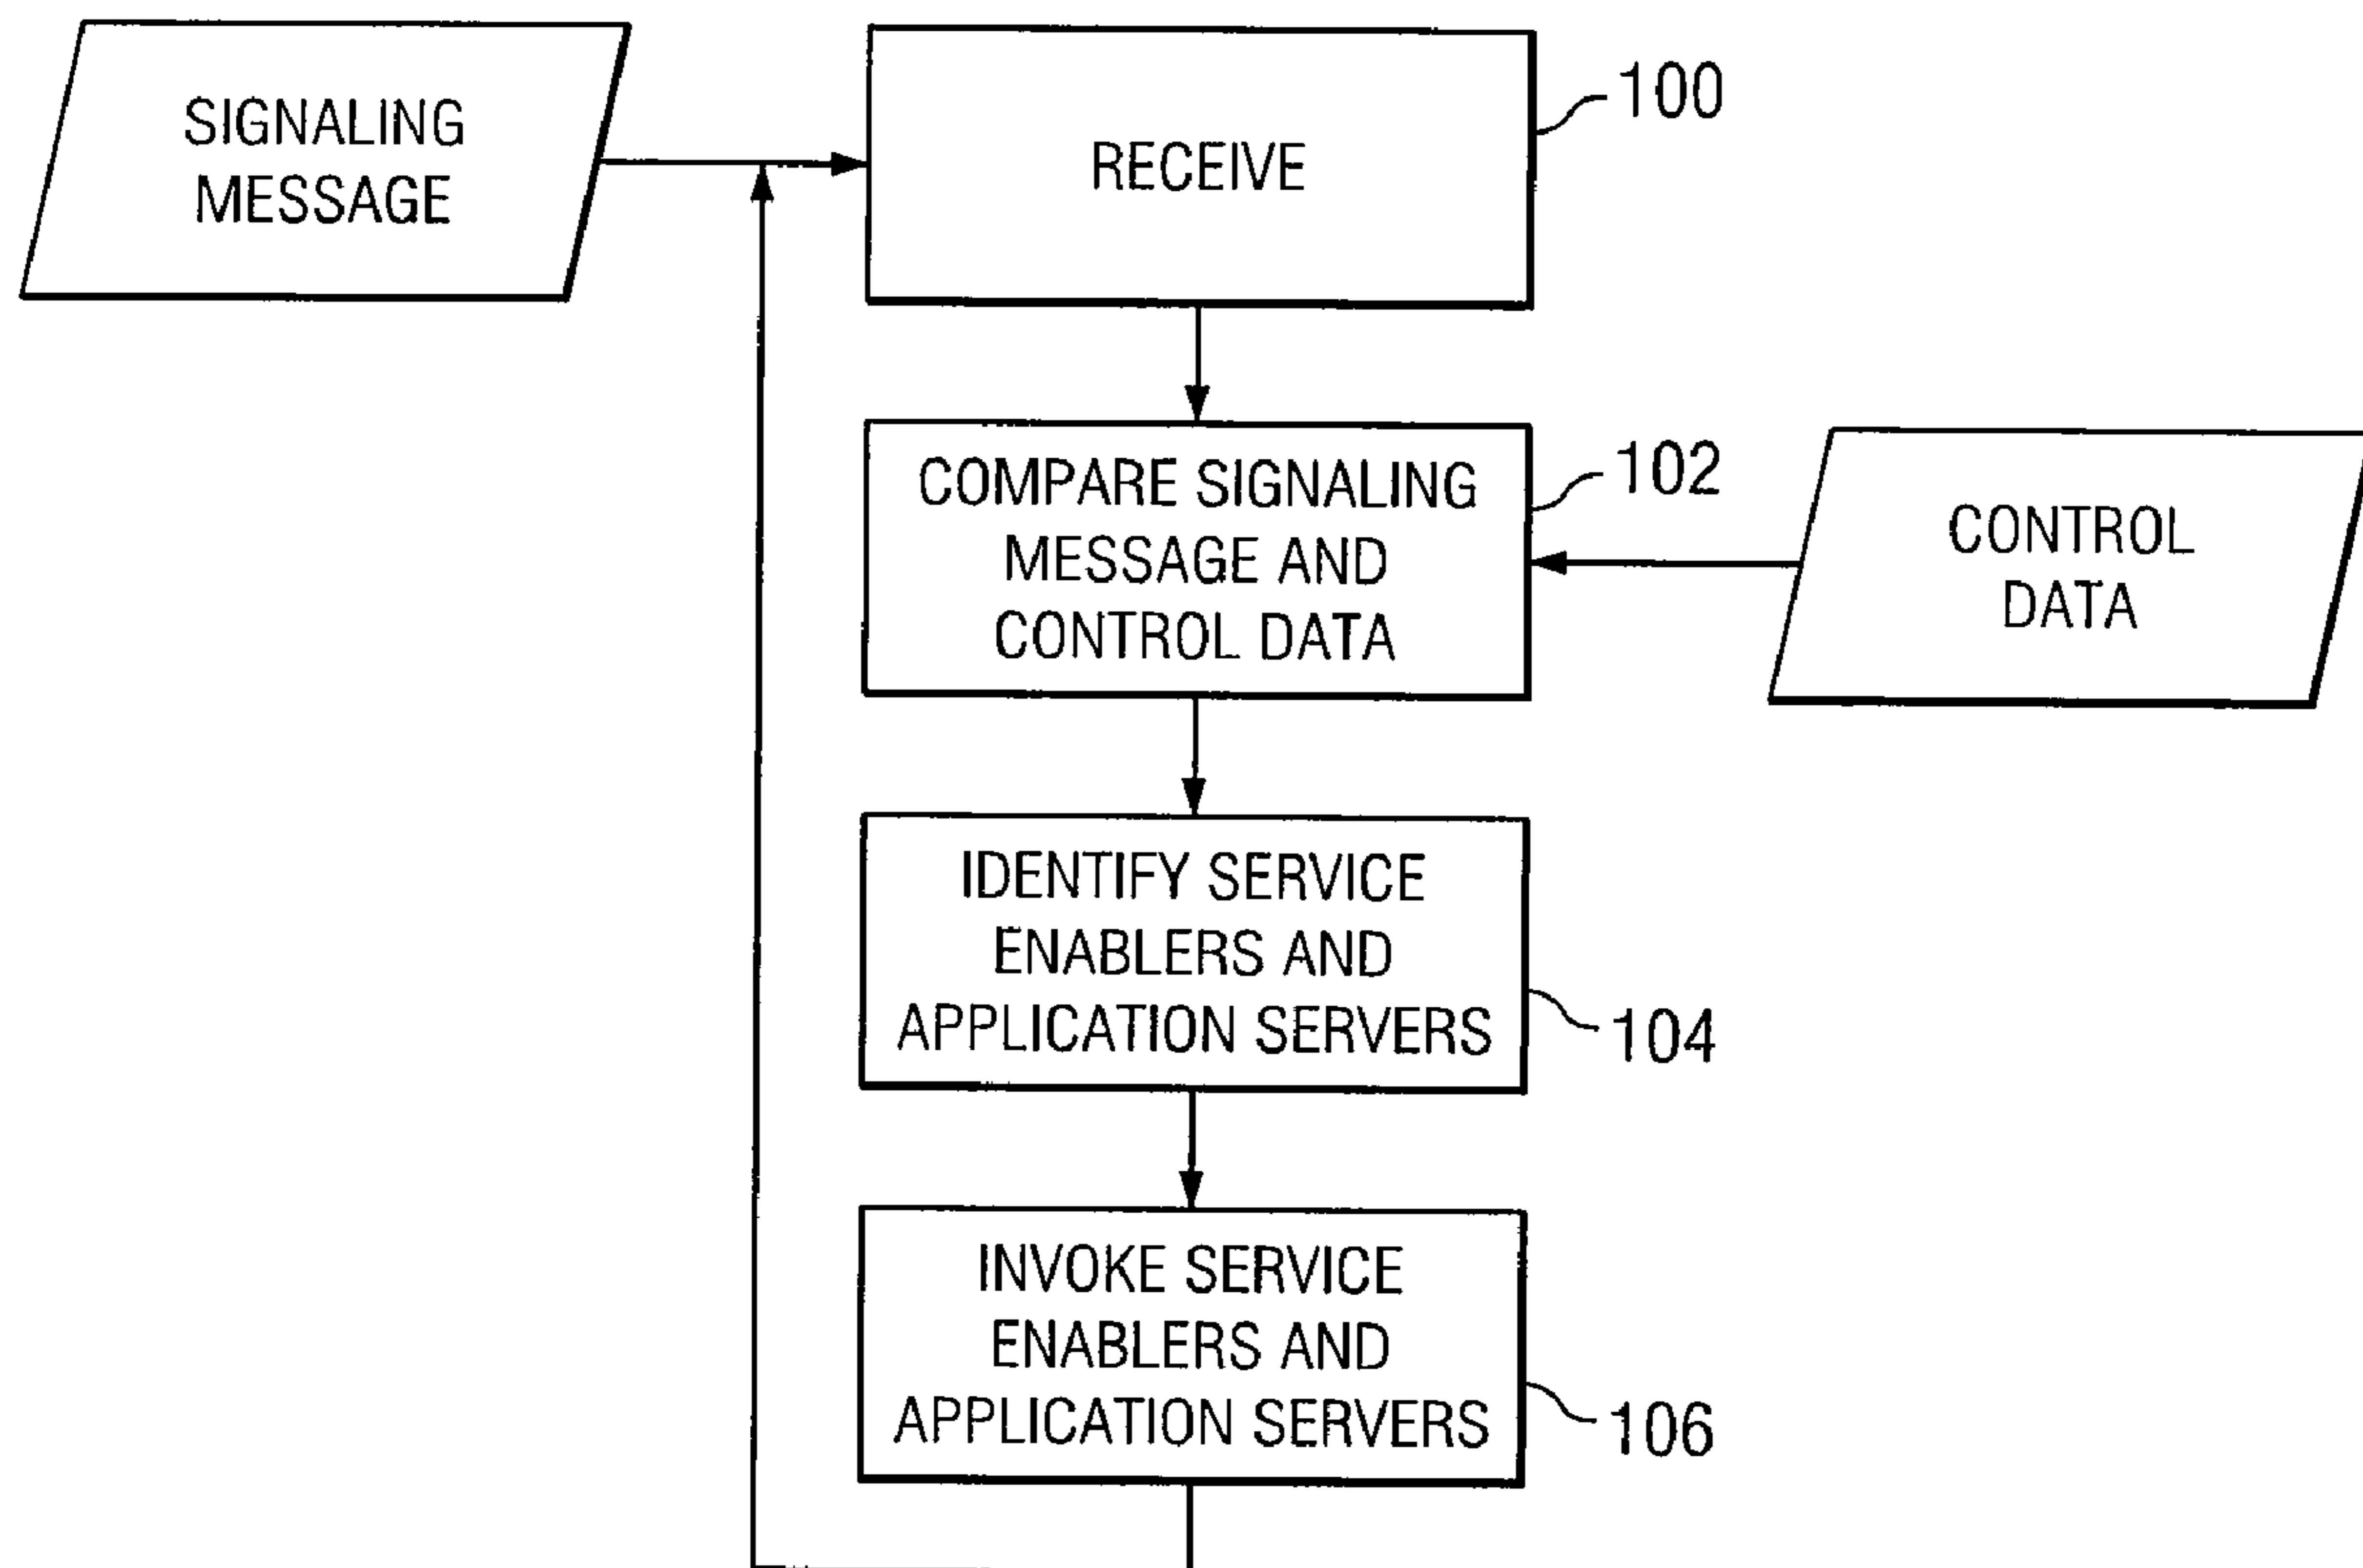 SIGNALING
MESSAGE
RECEIVE
100
COMPARE SIGNALING
MESSAGE AND
CONTROL DATA
102
CONTROL
DATA
IDENTIFY SERVICE
ENABLERS AND
APPLICATION SERVERS
104
INVOKE SERVICE
ENABLERS AND
APPLICATION SERVERS
106